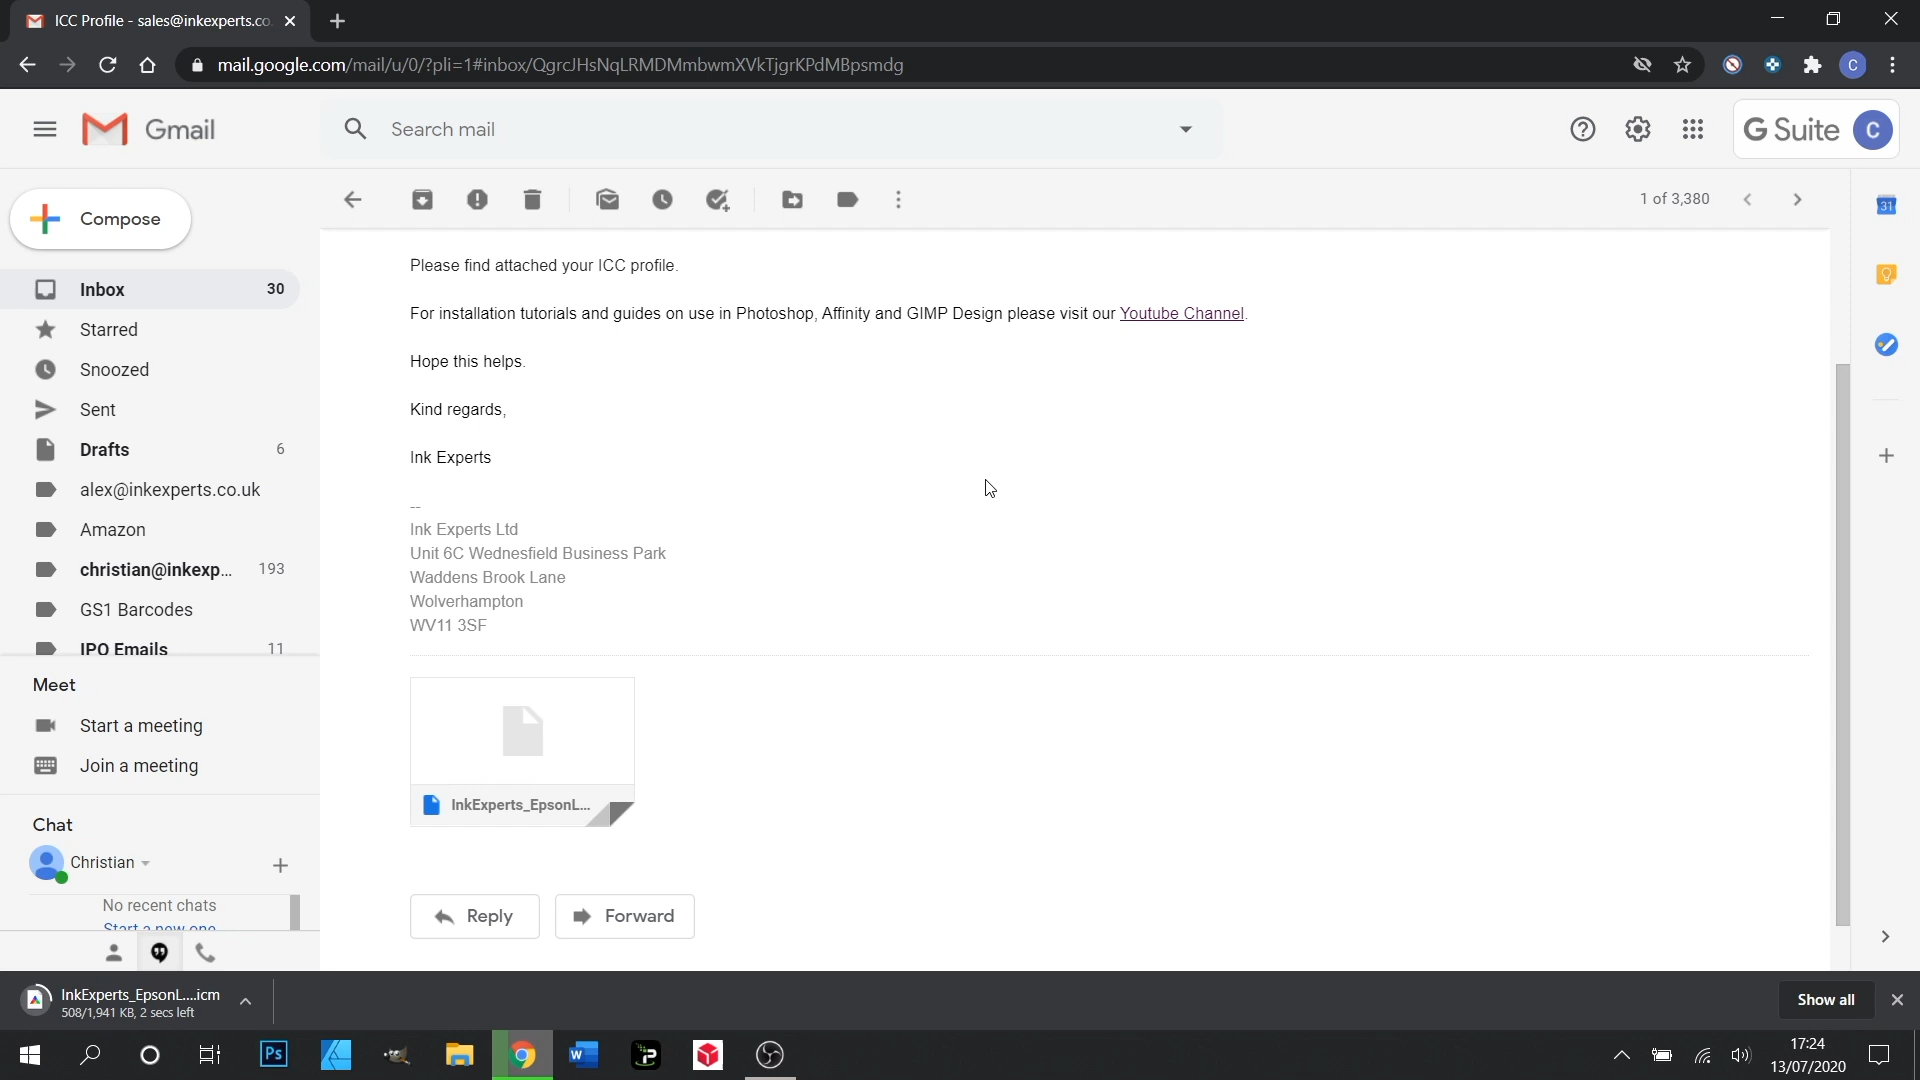 ICC Profile - sales@inkexperts.co
mail.google.com/mail/u/0/?pli=1#inbox/QgrcJHsNqLRMDMmbwmXVkTjgrKPdMBpsmdg
C
Gmail
Search mail
G Suite
C
Compose
1 of 3,380
31
Inbox 30
Starred
Snoozed
Sent
Drafts 6
alex@inkexperts.co.uk
Amazon
christian@inkexp... 193
GS1 Barcodes
IPO Emails 11
Meet
Start a meeting
Join a meeting
Chat
Christian
No recent chats
Start a new one
Please find attached your ICC profile.
For installation tutorials and guides on use in Photoshop, Affinity and GIMP Design please visit our Youtube Channel.
Hope this helps.
Kind regards,
Ink Experts
--
Ink Experts Ltd
Unit 6C Wednesfield Business Park
Waddens Brook Lane
Wolverhampton
WV11 3SF
InkExperts_EpsonL...
Reply
Forward
InkExperts_EpsonL....icm
508/1,941 KB, 2 secs left
Show all
Ps
W
17:24
13/07/2020